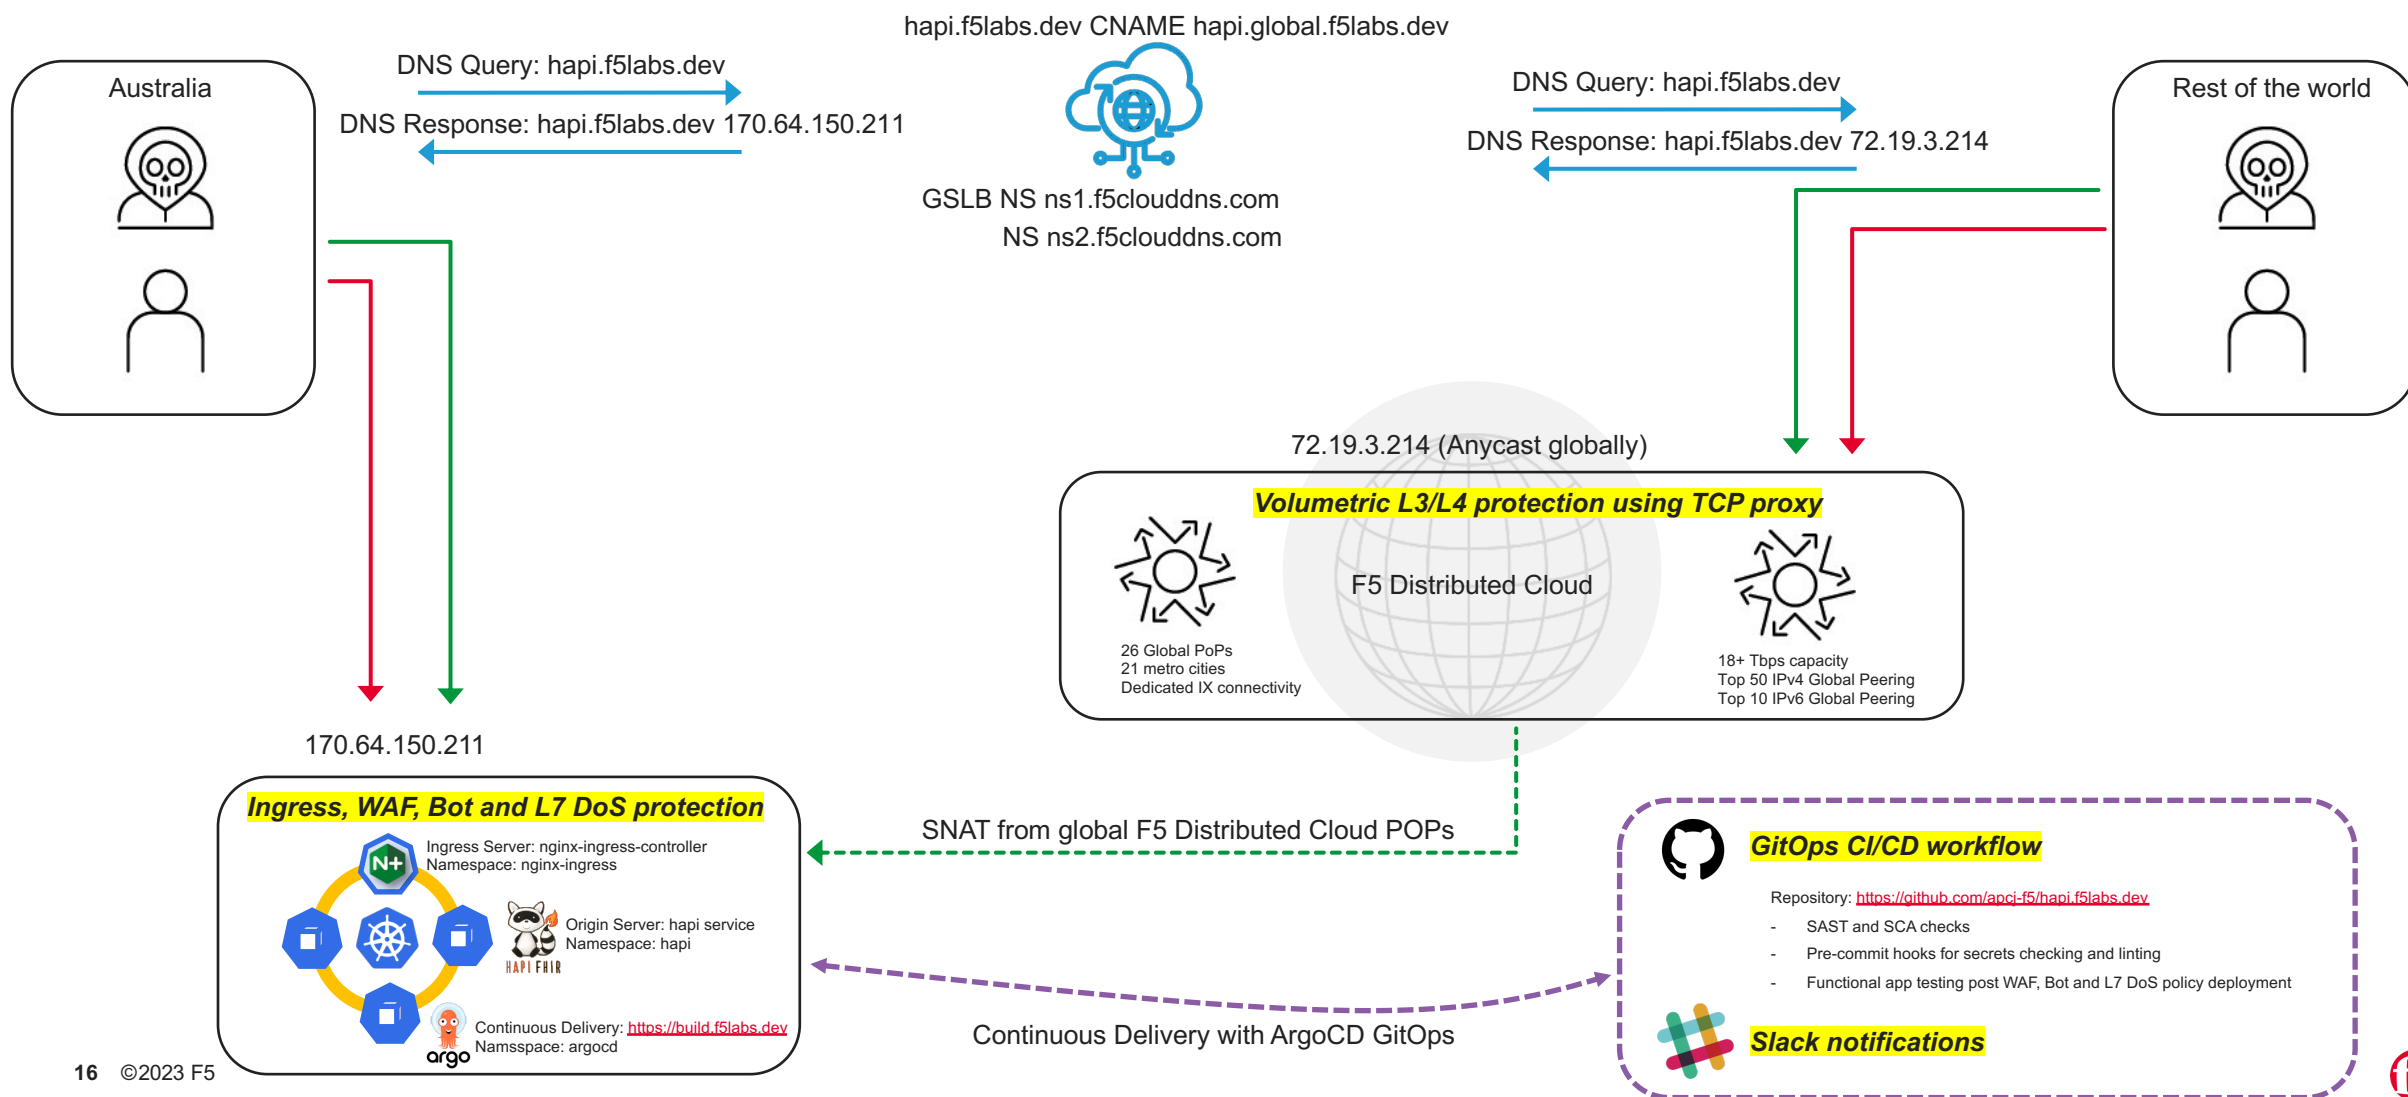 hapi.f5labs.dev CNAME hapi.global.f5labs.dev
Australia
DNS Query: hapi.f5labs.dev
DNS Response: hapi.f5labs.dev 170.64.150.211
GSLB NS ns1.f5clouddns.com
NS ns2.f5clouddns.com
DNS Query: hapi.f5labs.dev
DNS Response: hapi.f5labs.dev 72.19.3.214
Rest of the world
72.19.3.214 (Anycast globally)
Volumetric L3/L4 protection using TCP proxy
F5 Distributed Cloud
26 Global PoPs
21 metro cities
Dedicated IX connectivity
18+ Tbps capacity
Top 50 IPv4 Global Peering
Top 10 IPv6 Global Peering
170.64.150.211
Ingress, WAF, Bot and L7 DoS protection
N+
Ingress Server: nginx-ingress-controller
Namespace: nginx-ingress
Origin Server: hapi service
Namespace: hapi
HAPI FHIR
Continuous Delivery: https://build.f5labs.dev
Namsspace: argocd
argo
SNAT from global F5 Distributed Cloud POPs
Continuous Delivery with ArgoCD GitOps
GitOps CI/CD workflow
Repository: https://github.com/apcj-f5/hapi.f5labs.dev
- SAST and SCA checks
- Pre-commit hooks for secrets checking and linting
- Functional app testing post WAF, Bot and L7 DoS policy deployment
Slack notifications
16 ©2023 F5